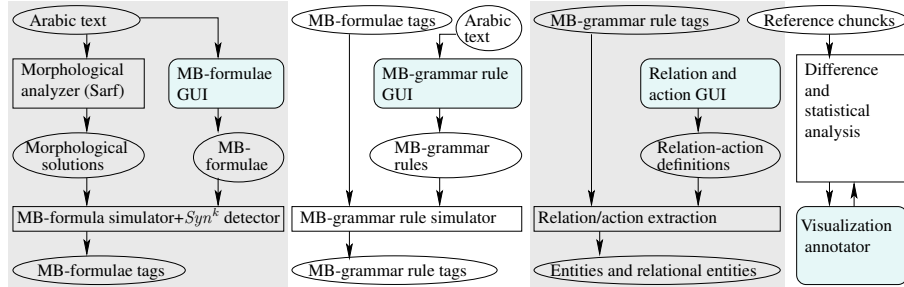 Arabic text
Morphological
analyzer (Sarf)
MB-formulae
GUI
Morphological
solutions
MB-
formulae
MB-formula simulator+Syn^k detector
MB-formulae tags
MB-formulae tags
Arabic
text
MB-grammar rule
GUI
MB-grammar
rules
MB-grammar rule simulator
MB-grammar rule tags
MB-grammar rule tags
Relation and
action GUI
Relation-action
definitions
Relation/action extraction
Entities and relational entities
Reference chuncks
Difference
and
statistical
analysis
Visualization
annotator